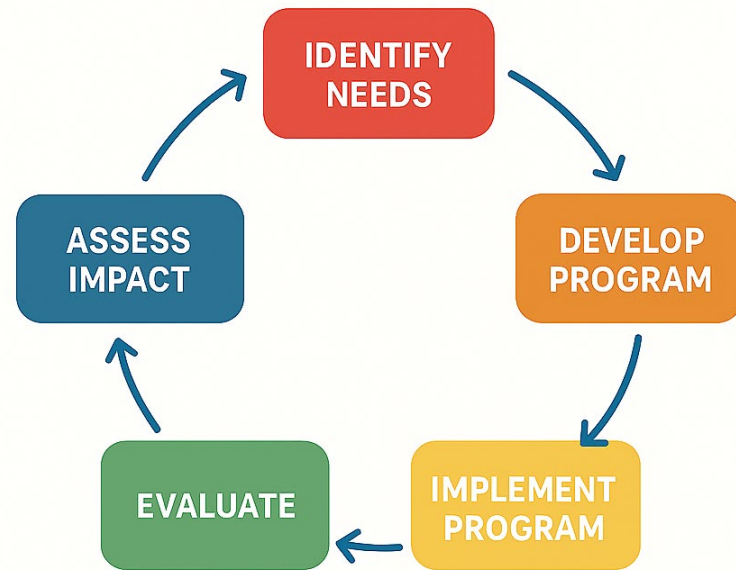 IDENTIFY
NEEDS
DEVELOP
PROGRAM
IMPLEMENT
PROGRAM
EVALUATE
ASSESS
IMPACT